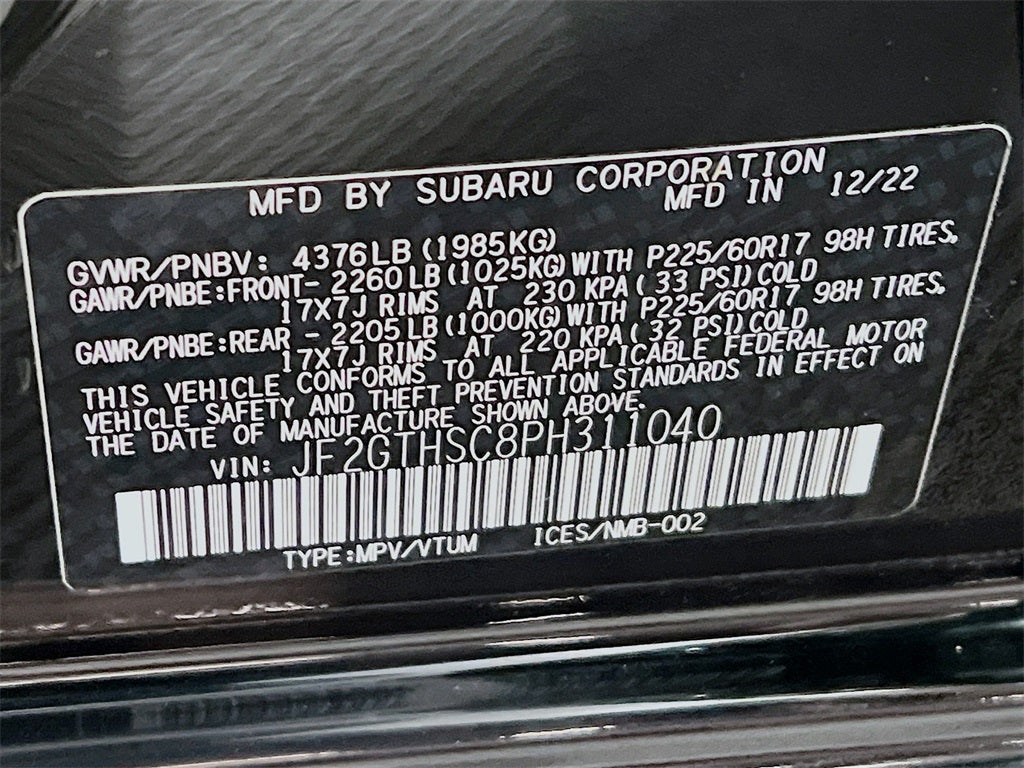 MFD BY SUBARU CORPORATION
MFD IN 12/22
GVWR/PNBV: 4376LB (1985KG)
GAWR/PNBE:FRONT- 2260LB (1025KG) WITH P225/60R17 98H TIRES,
17X7J RIMS AT 230 KPA( 33 PSI) COLD
GAWR/PNBE:REAR - 2205LB (1000KG) WITH P225/60R17 98H TIRES,
17X7J RIMS AT 220 KPA( 32 PSI) COLD
THIS VEHICLE CONFORMS TO ALL APPLICABLE FEDERAL MOTOR
VEHICLE SAFETY AND THEFT PREVENTION STANDARDS IN EFFECT ON
THE DATE OF MANUFACTURE SHOWN ABOVE.
VIN: JF2GTHSC8PH311040
TYPE:MPV/VTUM ICES/NMB-002